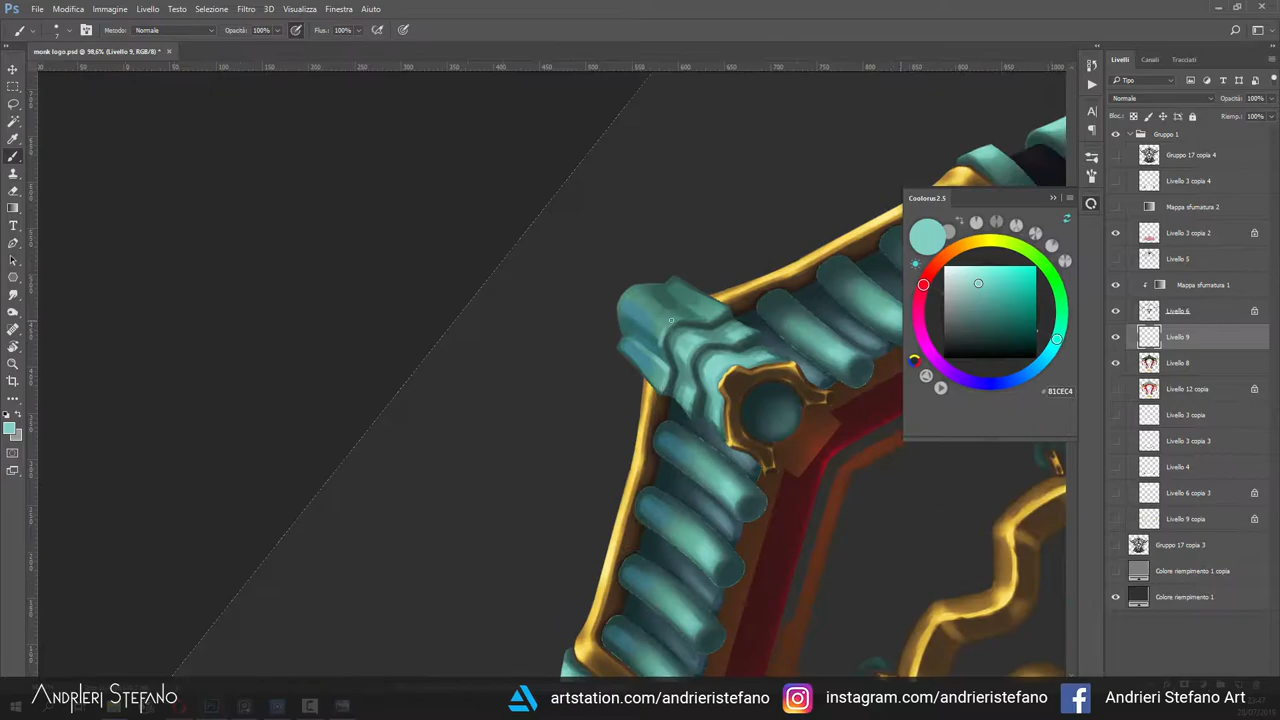 Ps File Modifica Immagine Livello Testo Selezione Filtro 3D Visualizza Finestra Aiuto
7 Metodo: Normale Opacità: 100% Flus.: 100%
monk logo.psd @ 98,6% (Livello 9, RGB/8) *
Livelli Canali Tracciati
Tipo
Normale Opacità: 100%
Bloc.: Riemp.: 100%
Gruppo 1
Gruppo 17 copia 4
Livello 3 copia 4
Mappa sfumatura 2
Livello 3 copia 2
Livello 5
Mappa sfumatura 1
Livello 6
Livello 9
Livello 8
Livello 12 copia
Livello 3 copia
Livello 3 copia 3
Livello 4
Livello 6 copia 3
Livello 9 copia
Gruppo 17 copia 3
Colore riempimento 1 copia
Colore riempimento 1
Coolorus2.5
# 81CEC4
ANDRIERI STEFANO
artstation.com/andrieristefano
instagram.com/andrieristefano
Andrieri Stefano Art
23:47